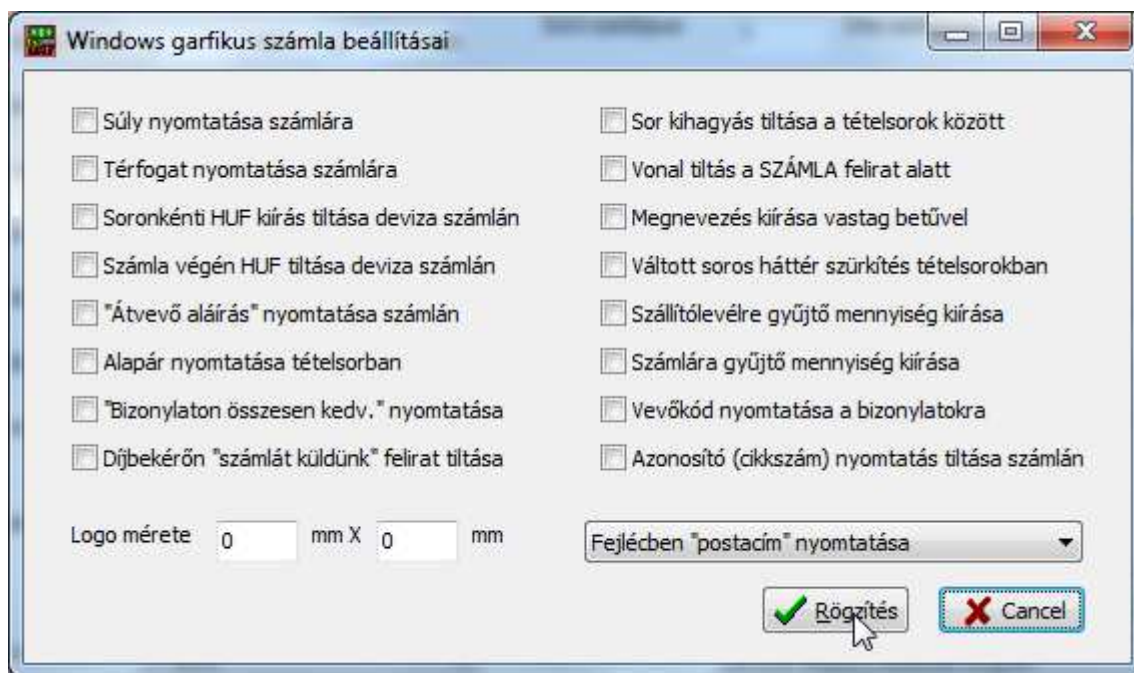 Windows garfikus számla beállításai
Súly nyomtatása számlára
Térfogat nyomtatása számlára
Soronkénti HUF kiírás tiltása deviza számlán
Számla végén HUF tiltása deviza számlán
"Átvevő aláírás" nyomtatása számlán
Alapár nyomtatása tételsorban
"Bizonylaton összesen kedv." nyomtatása
Díjbekérőn "számlát küldünk" felirat tiltása
Sor kihagyás tiltása a tételsorok között
Vonal tiltás a SZÁMLA felirat alatt
Megnevezés kiírása vastag betűvel
Váltott soros háttér szürkítés tételsorokban
Szállítólevélre gyűjtő mennyiség kiírása
Számlára gyűjtő mennyiség kiírása
Vevőkód nyomtatása a bizonylatokra
Azonosító (cikkszám) nyomtatás tiltása számlán
Logo mérete 0 mm X 0 mm
Fejlécben "postacím" nyomtatása
Rögzítés
Cancel